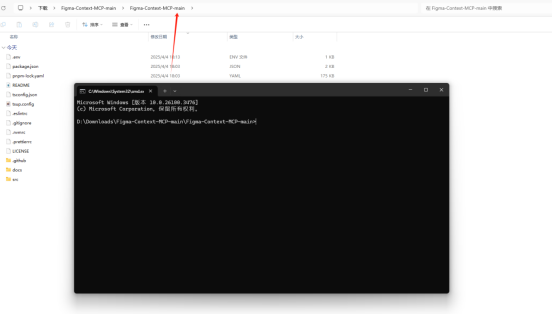 下载 > Figma-Context-MCP-main > Figma-Context-MCP-main >
在 Figma-Context-MCP-main 中搜索
排序 查看 ...
名称 修改日期 类型 大小
今天
.env 2025/4/4 18:13 ENV 文件 1 KB
package.json 2025/4/4 18:03 JSON 2 KB
pnpm-lock.yaml 2025/4/4 18:03 YAML 175 KB
README
tsconfig.json
tsup.config
.eslintrc
.gitignore
.nvmrc
.prettierrc
LICENSE
.github
docs
src
C:\Windows\System32\cmd.e
Microsoft Windows [版本 10.0.26100.3476]
(c) Microsoft Corporation。保留所有权利。
D:\Downloads\Figma-Context-MCP-main\Figma-Context-MCP-main>